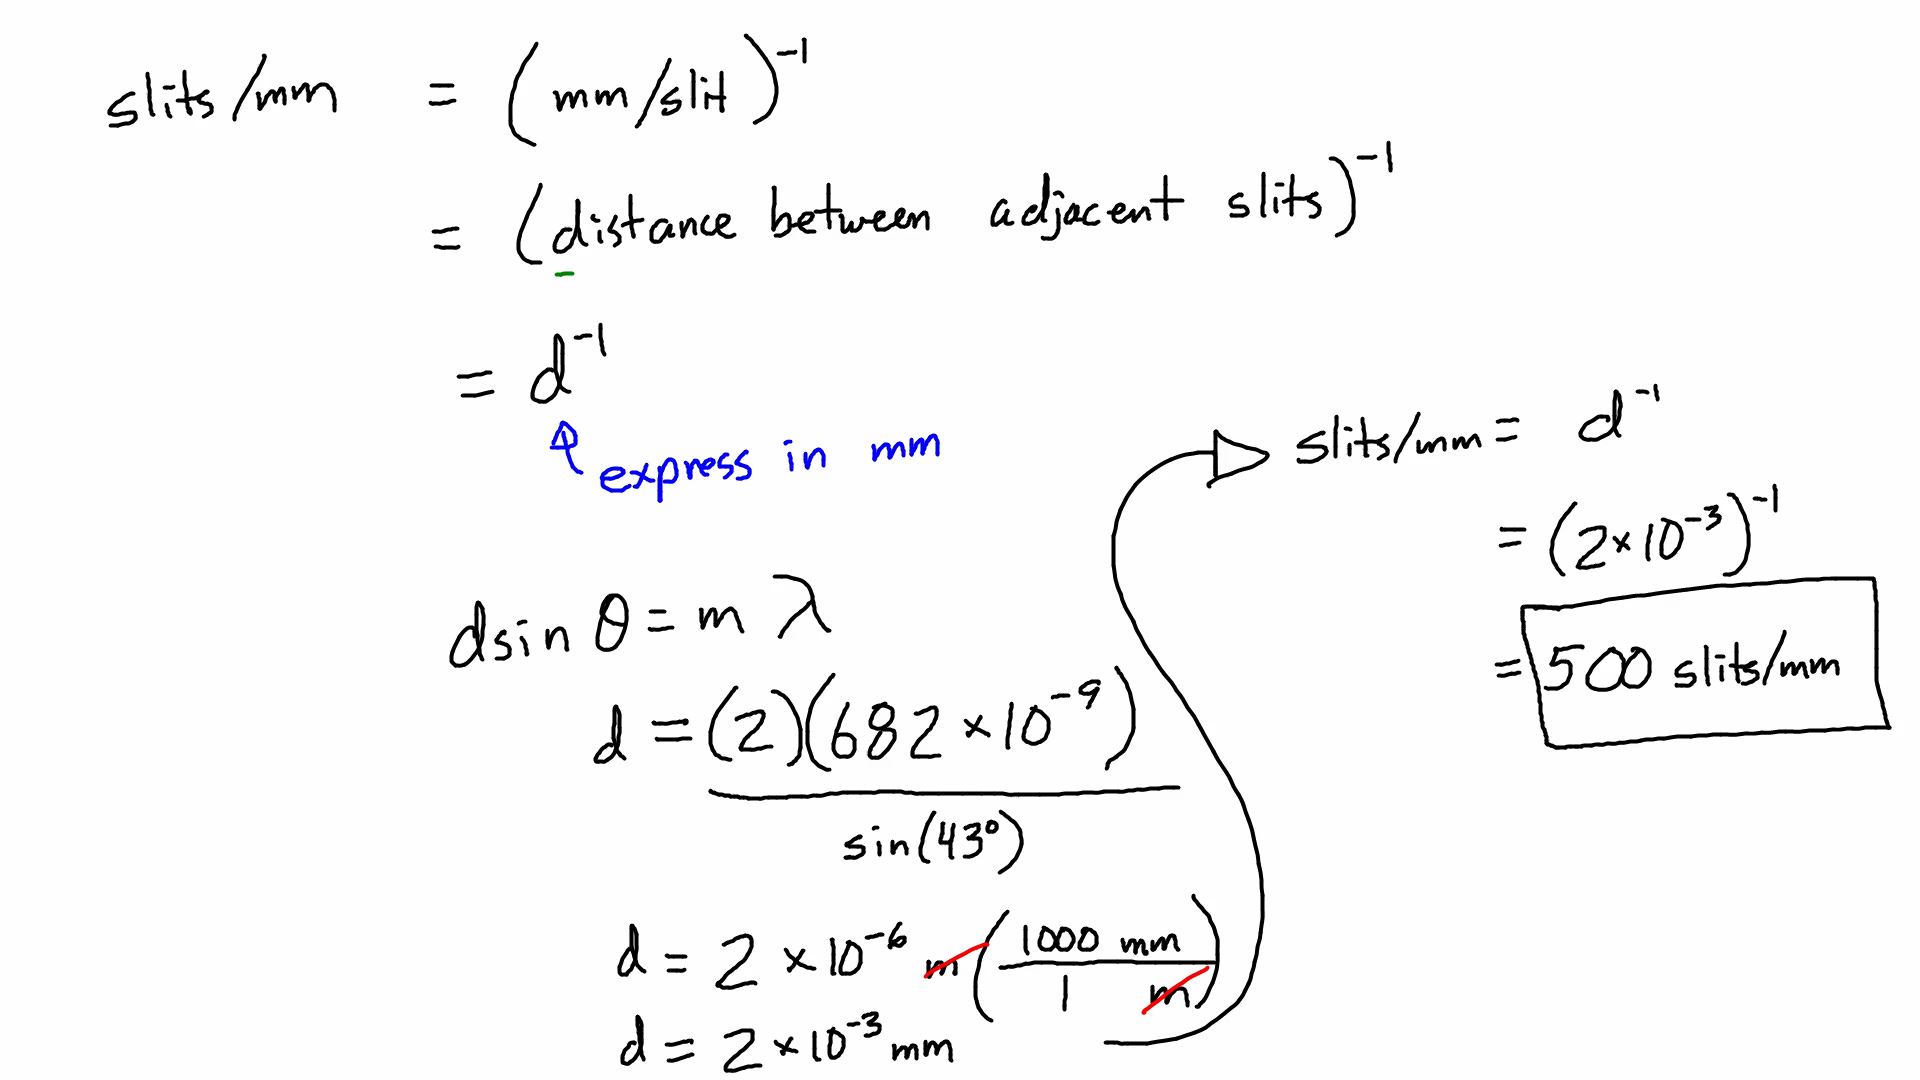 slits/mm = (mm/slit)⁻¹
= (distance between adjacent slits)⁻¹
= d⁻¹
express in mm
dsin θ = m λ
d = (2)(682 × 10⁻⁹)
sin(43°)
d = 2 × 10⁻⁶ m (1000 mm / 1 m)
d = 2 × 10⁻³ mm
slits/mm = d⁻¹
= (2 × 10⁻³)⁻¹
= 500 slits/mm